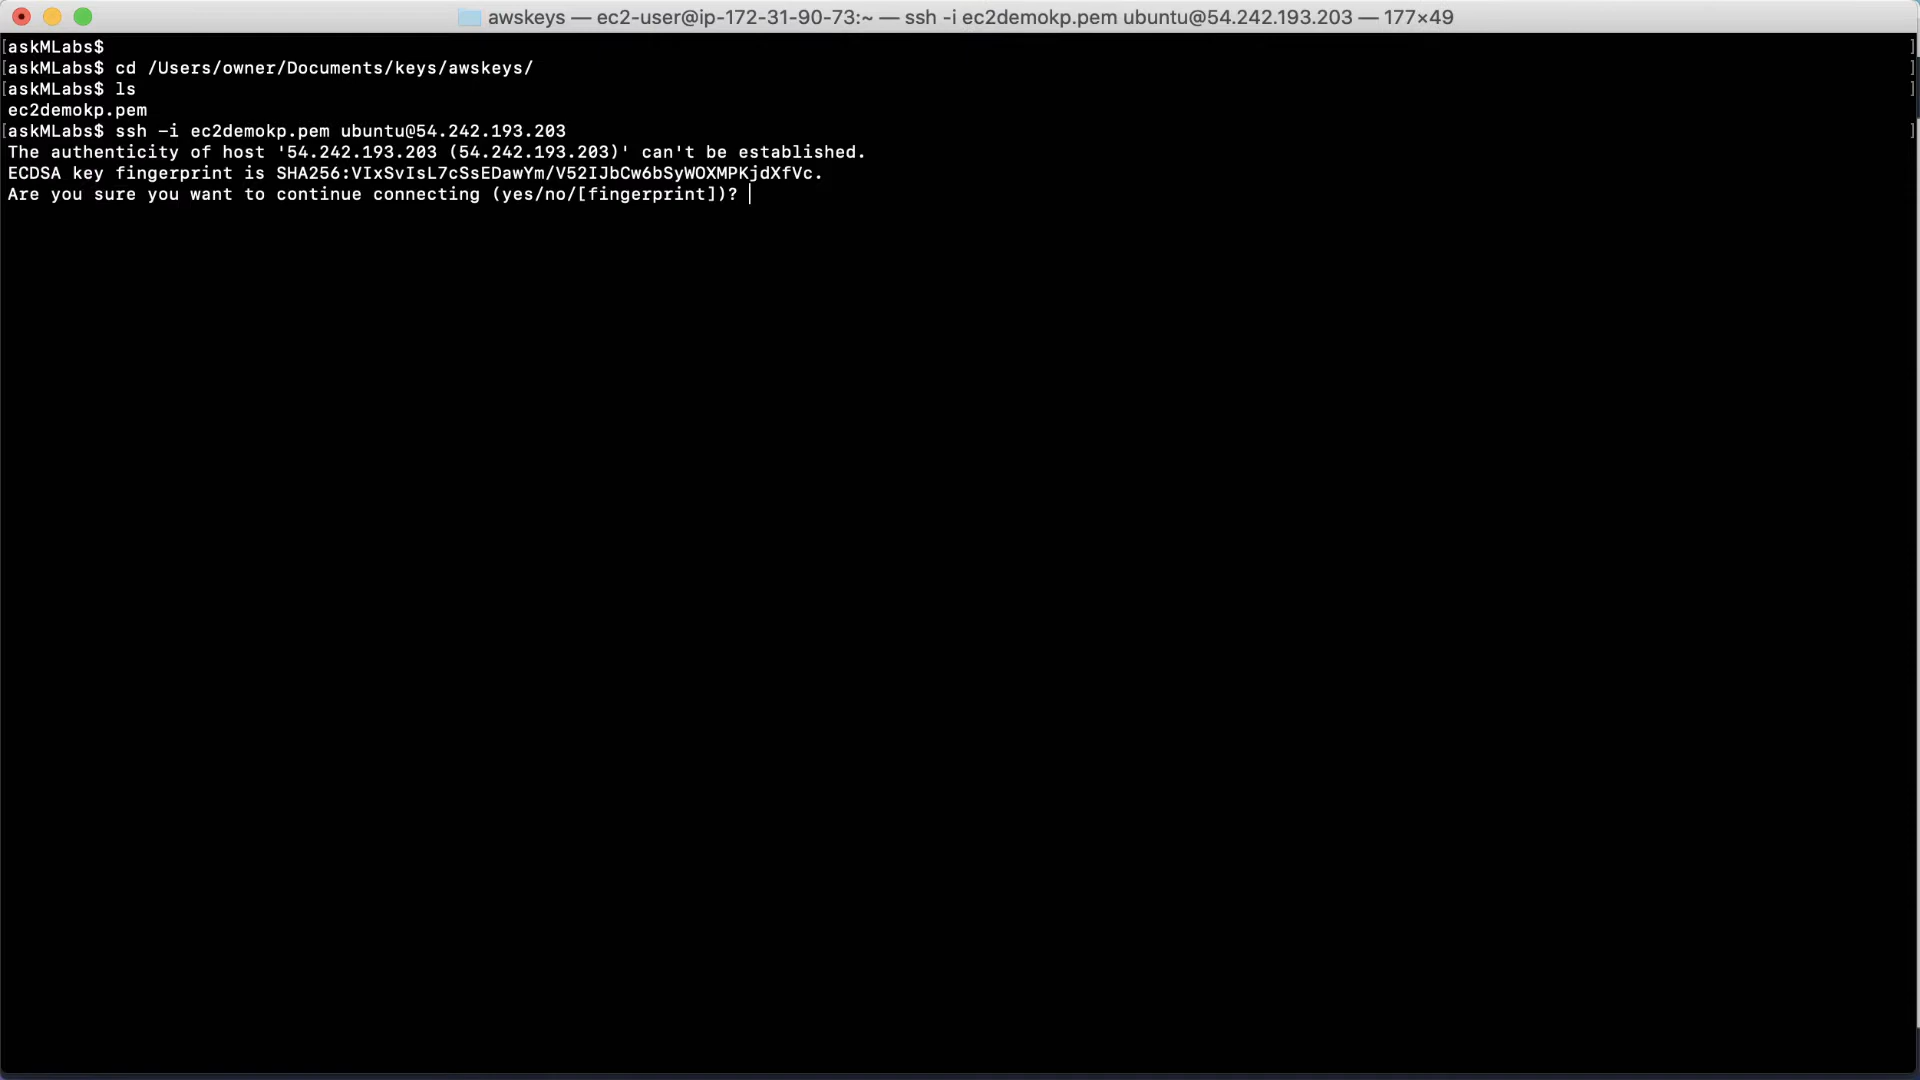 awskeys — ec2-user@ip-172-31-90-73:~ — ssh -i ec2demokp.pem ubuntu@54.242.193.203 — 177×49
[askMLabs$ ]
[askMLabs$ cd /Users/owner/Documents/keys/awskeys/ ]
[askMLabs$ ls ]
ec2demokp.pem
[askMLabs$ ssh -i ec2demokp.pem ubuntu@54.242.193.203 ]
The authenticity of host '54.242.193.203 (54.242.193.203)' can't be established.
ECDSA key fingerprint is SHA256:VIxSvIsL7cSsEDawYm/V52IJbCw6bSyWOXMPKjdXfVc.
Are you sure you want to continue connecting (yes/no/[fingerprint])?